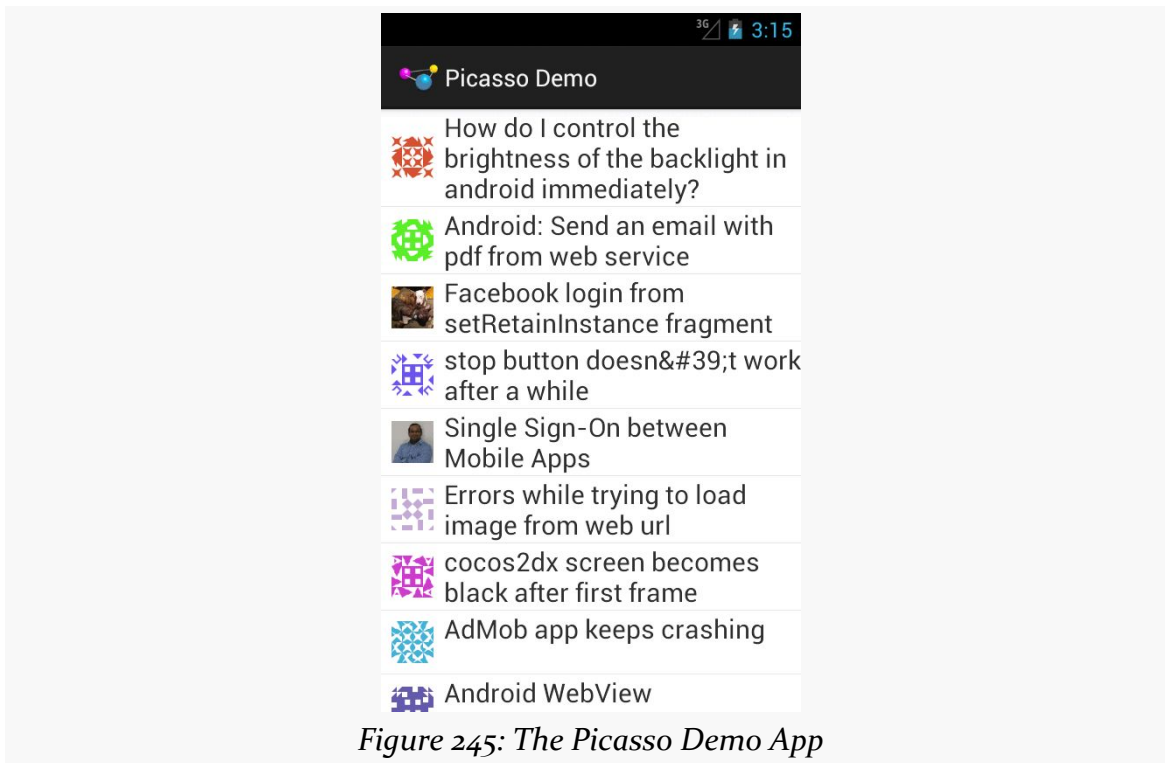 3G 3:15
Picasso Demo
How do I control the
brightness of the backlight in
android immediately?
Android: Send an email with
pdf from web service
Facebook login from
setRetainInstance fragment
stop button doesn&#39;t work
after a while
Single Sign-On between
Mobile Apps
Errors while trying to load
image from web url
cocos2dx screen becomes
black after first frame
AdMob app keeps crashing
Android WebView
Figure 245: The Picasso Demo App